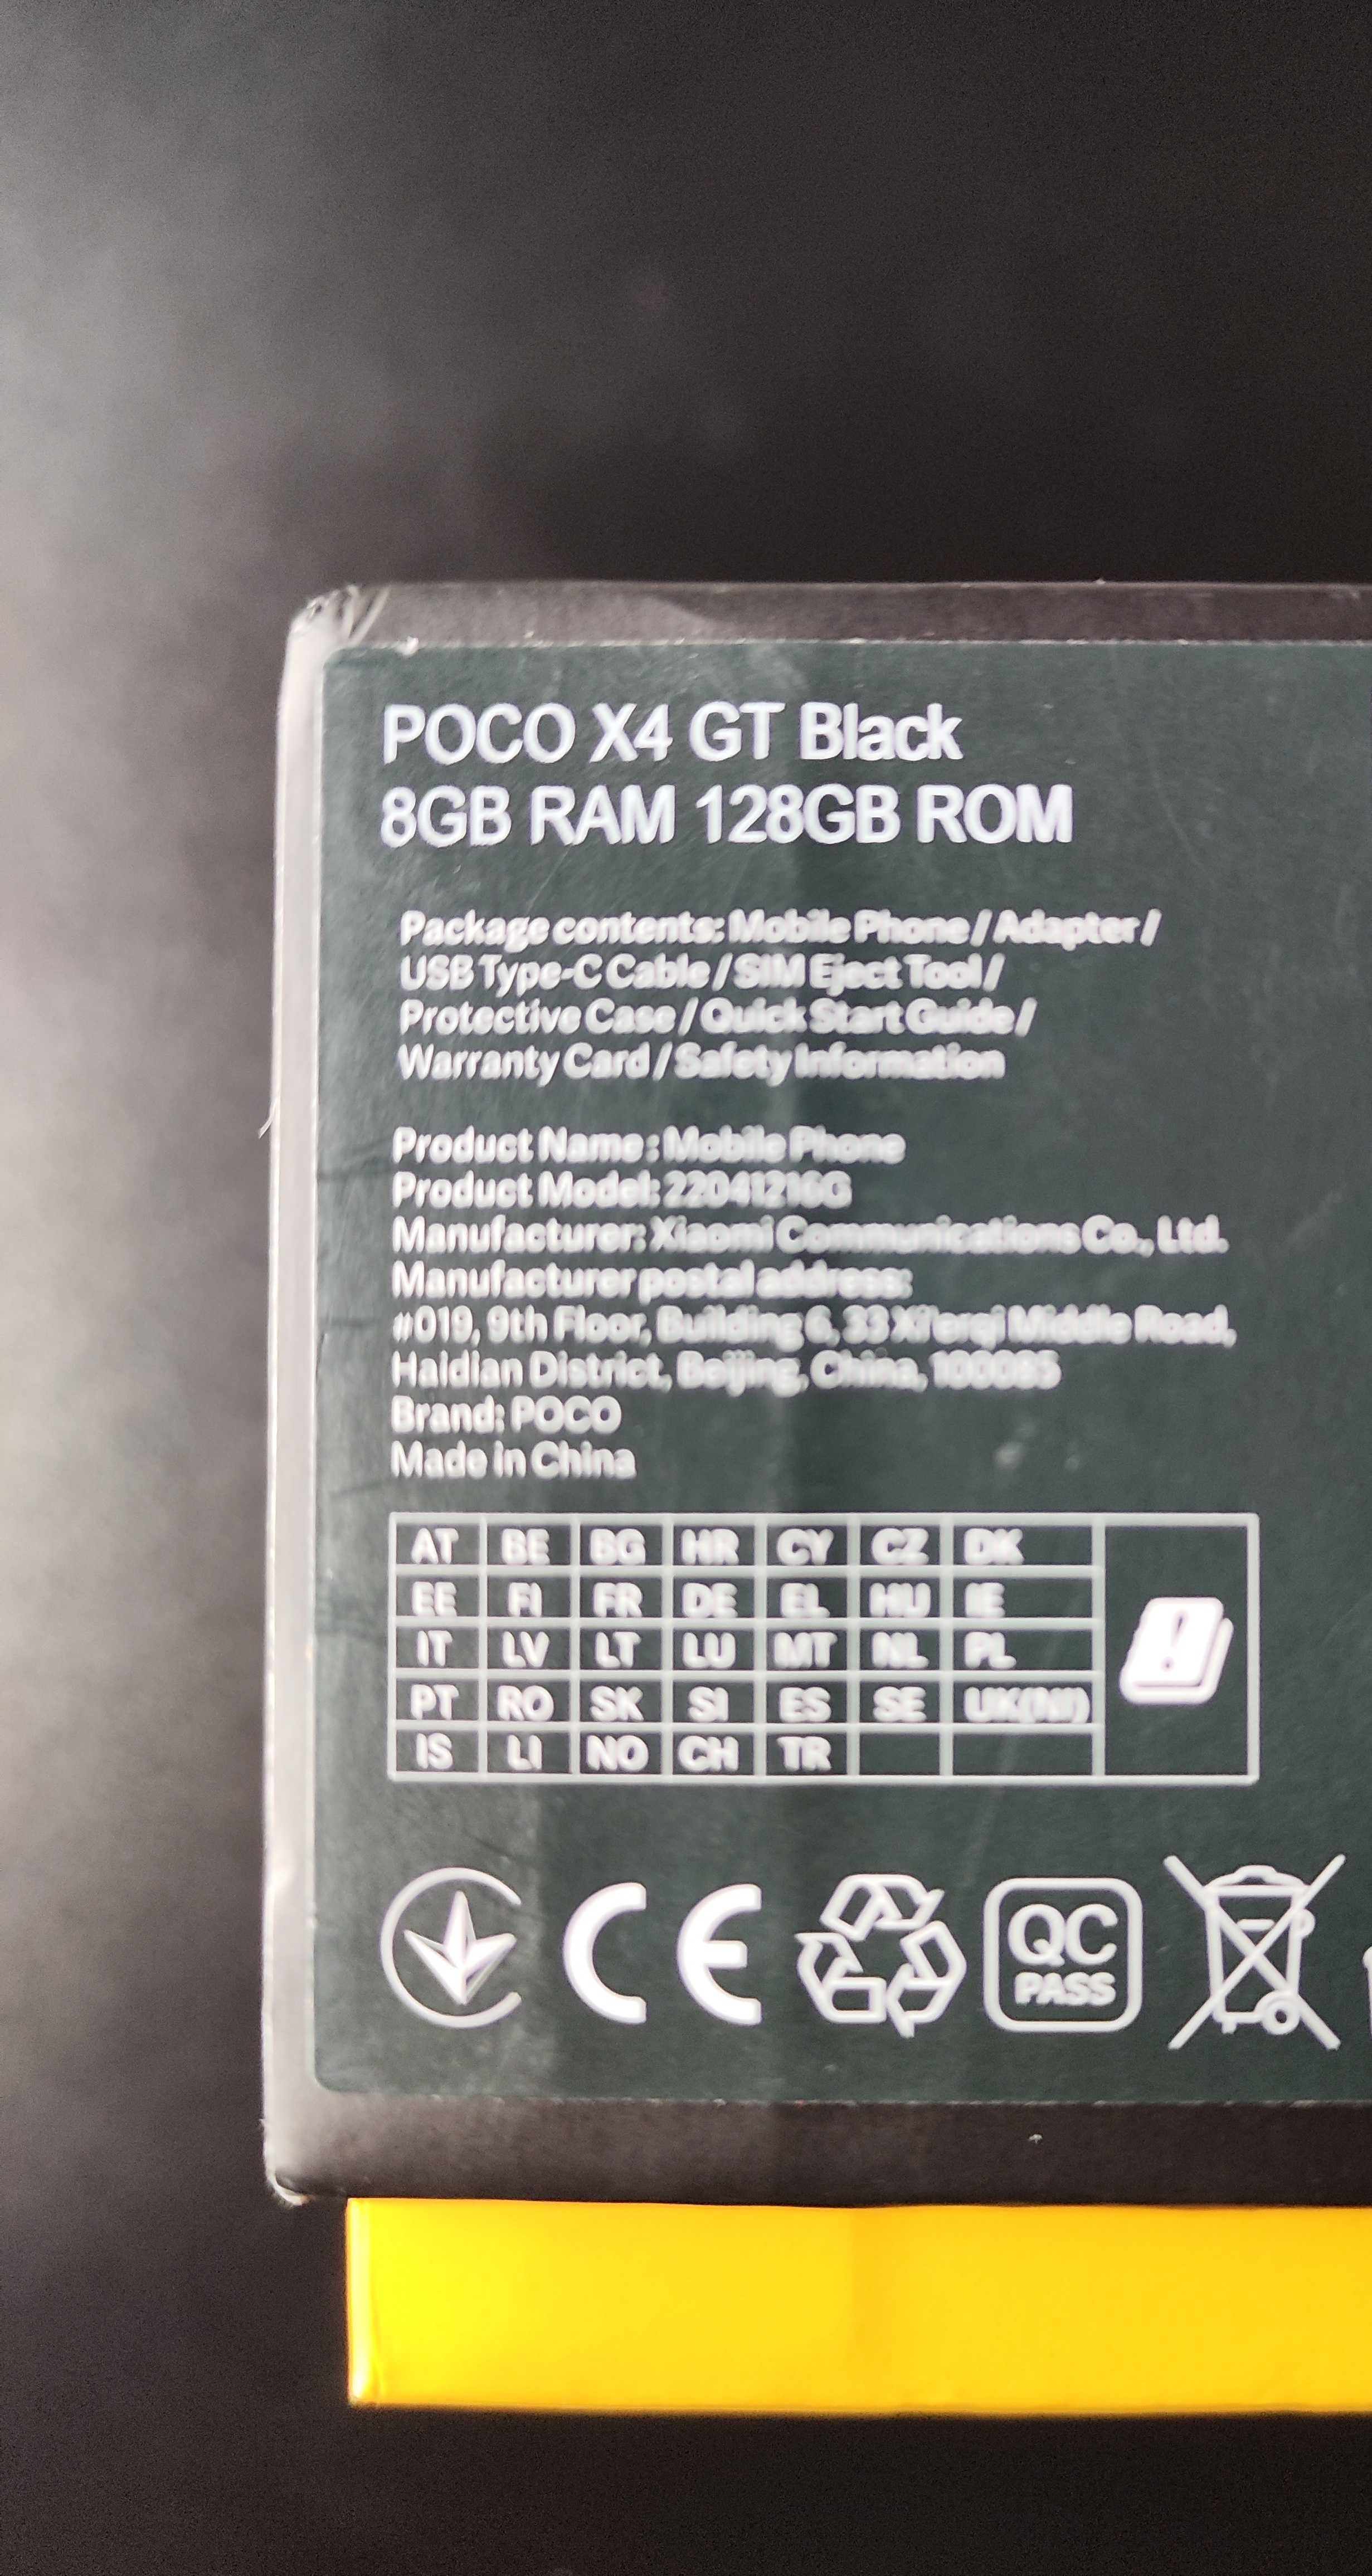 POCO X4 GT Black
8GB RAM 128GB ROM
Package contents: Mobile Phone / Adapter /
USB Type-C Cable / SIM Eject Tool /
Protective Case / Quick Start Guide /
Warranty Card / Safety Information
Product Name : Mobile Phone
Product Model: 22041216G
Manufacturer: Xiaomi Communications Co., Ltd.
Manufacturer postal address:
#019, 9th Floor, Building 6, 33 Xi'erqi Middle Road,
Haidian District, Beijing, China, 100085
Brand: POCO
Made in China
AT BE BG HR CY CZ DK
EE FI FR DE EL HU IE
IT LV LT LU MT NL PL
PT RO SK SI ES SE UK(NI)
IS LI NO CH TR
CE QC
PASS